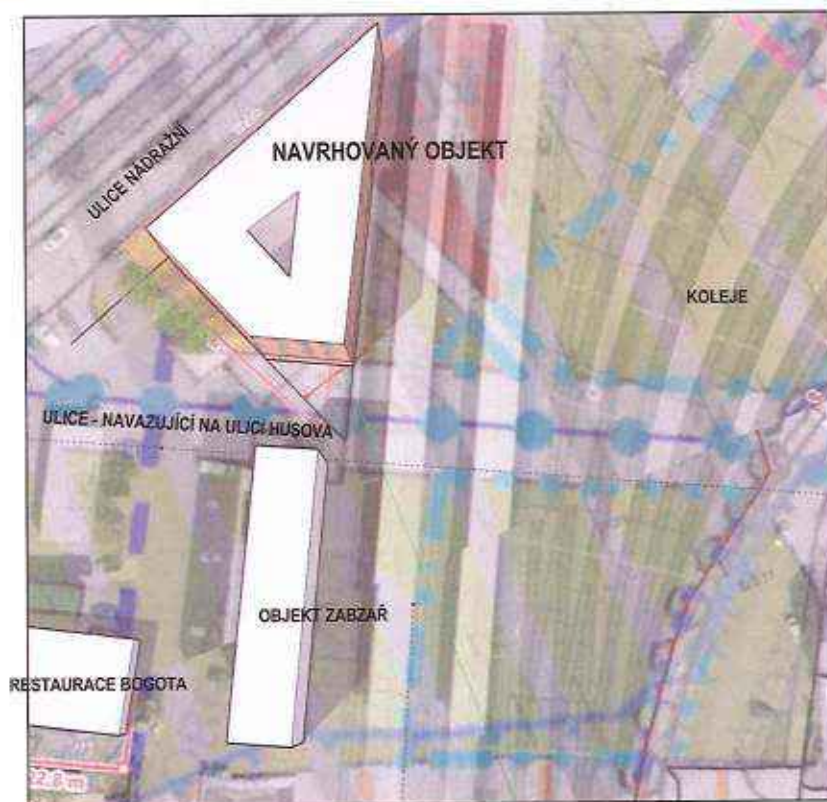 ULICE NÁDRAŽNÍ
NAVRHOVANÝ OBJEKT
KOLEJE
ULICE - NAVAZUJÍCÍ NA ULICI HUSOVA
OBJEKT ZABZAŘ
RESTAURACE BOGOTA